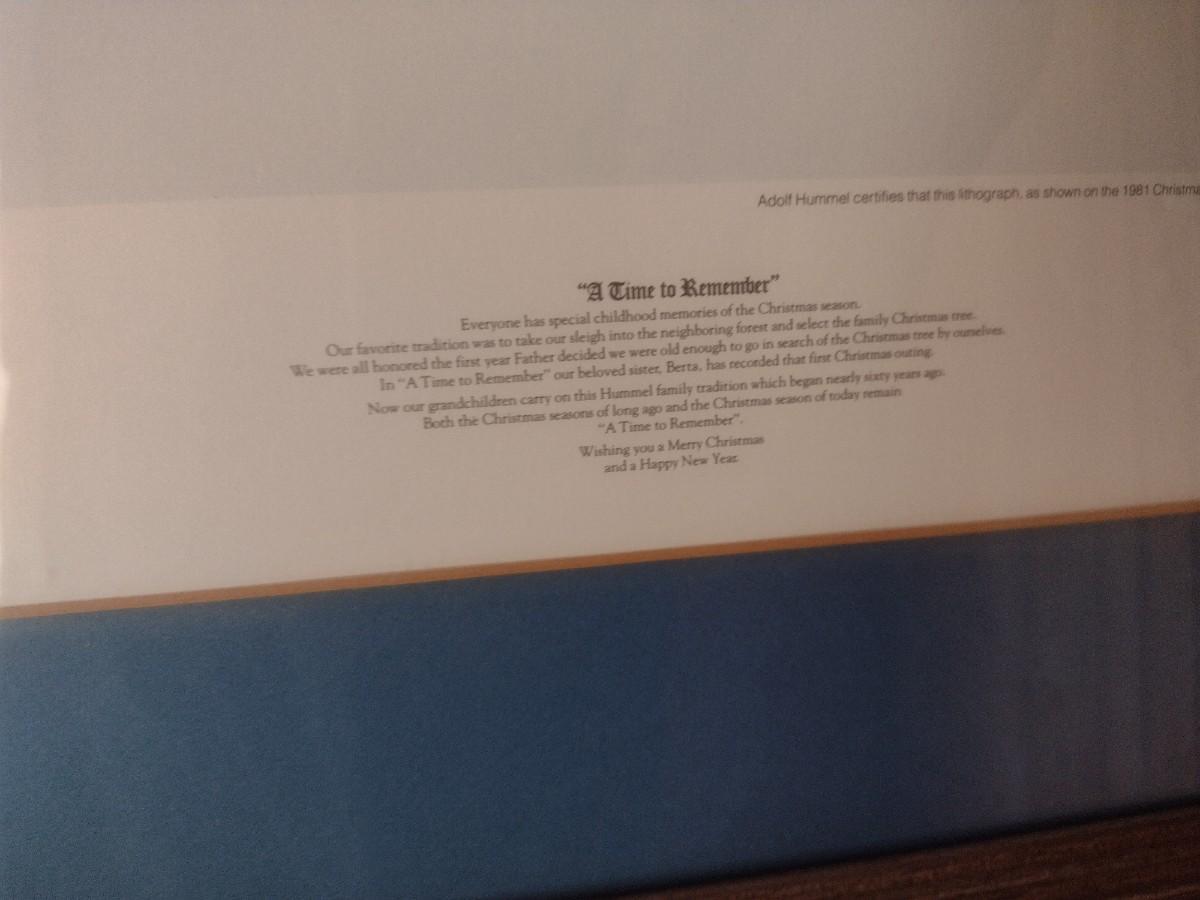 Adolf Hummel certifies that this lithograph, as shown on the 1981 Christma
“A Time to Remember”
Everyone has special childhood memories of the Christmas season.
Our favorite tradition was to take our sleigh into the neighboring forest and select the family Christmas tree.
We were all honored the first year Father decided we were old enough to go in search of the Christmas tree by ourselves.
In “A Time to Remember” our beloved sister, Berta, has recorded that first Christmas outing.
Now our grandchildren carry on this Hummel family tradition which began nearly sixty years ago.
Both the Christmas seasons of long ago and the Christmas season of today remain
“A Time to Remember”.
Wishing you a Merry Christmas
and a Happy New Year.